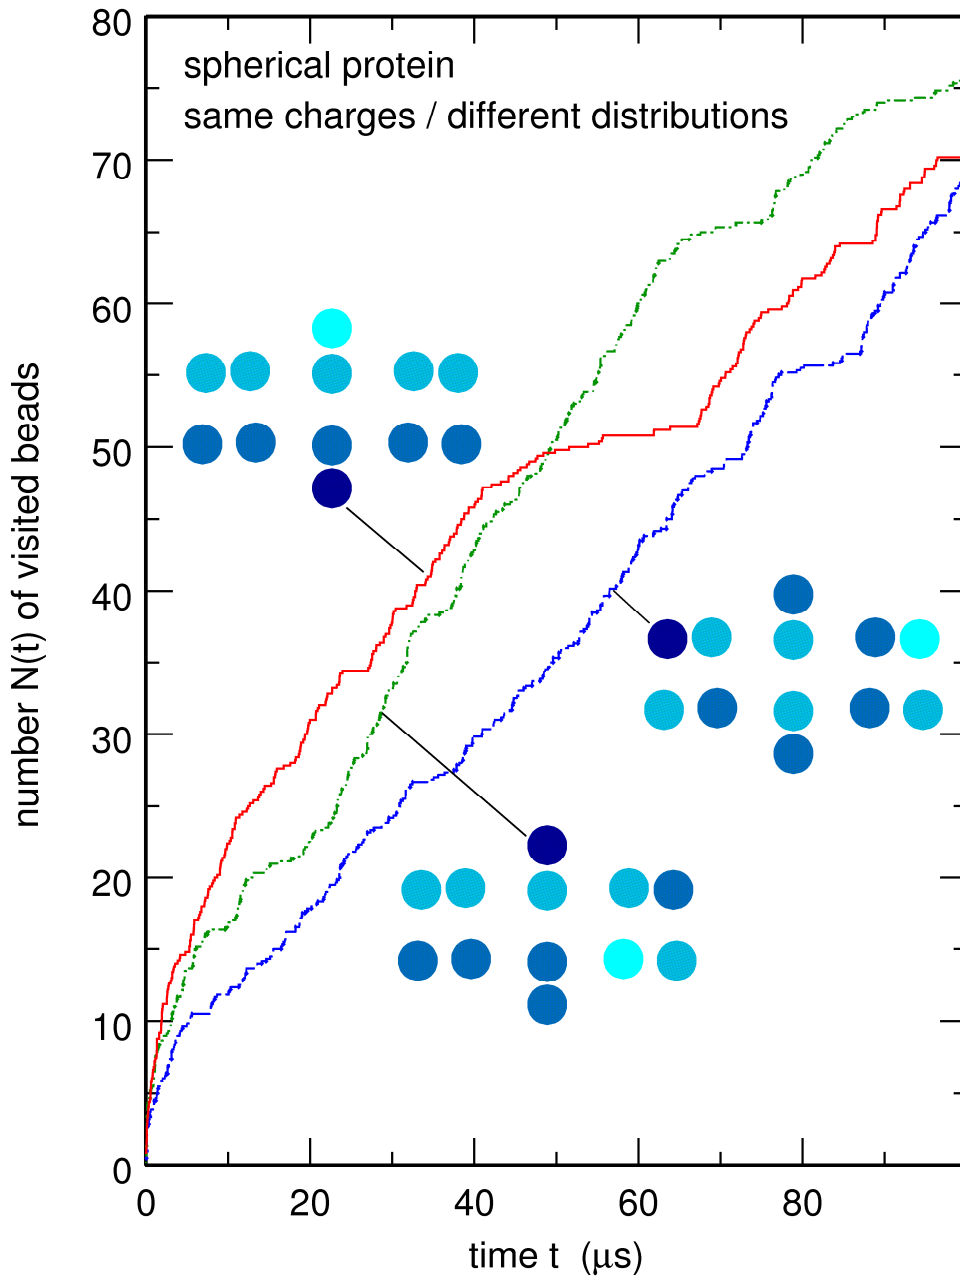 80
spherical protein
same charges / different distributions
70
60
50
40
30
20
10
0
number N(t) of visited beads
0 20 40 60 80
time t (μs)